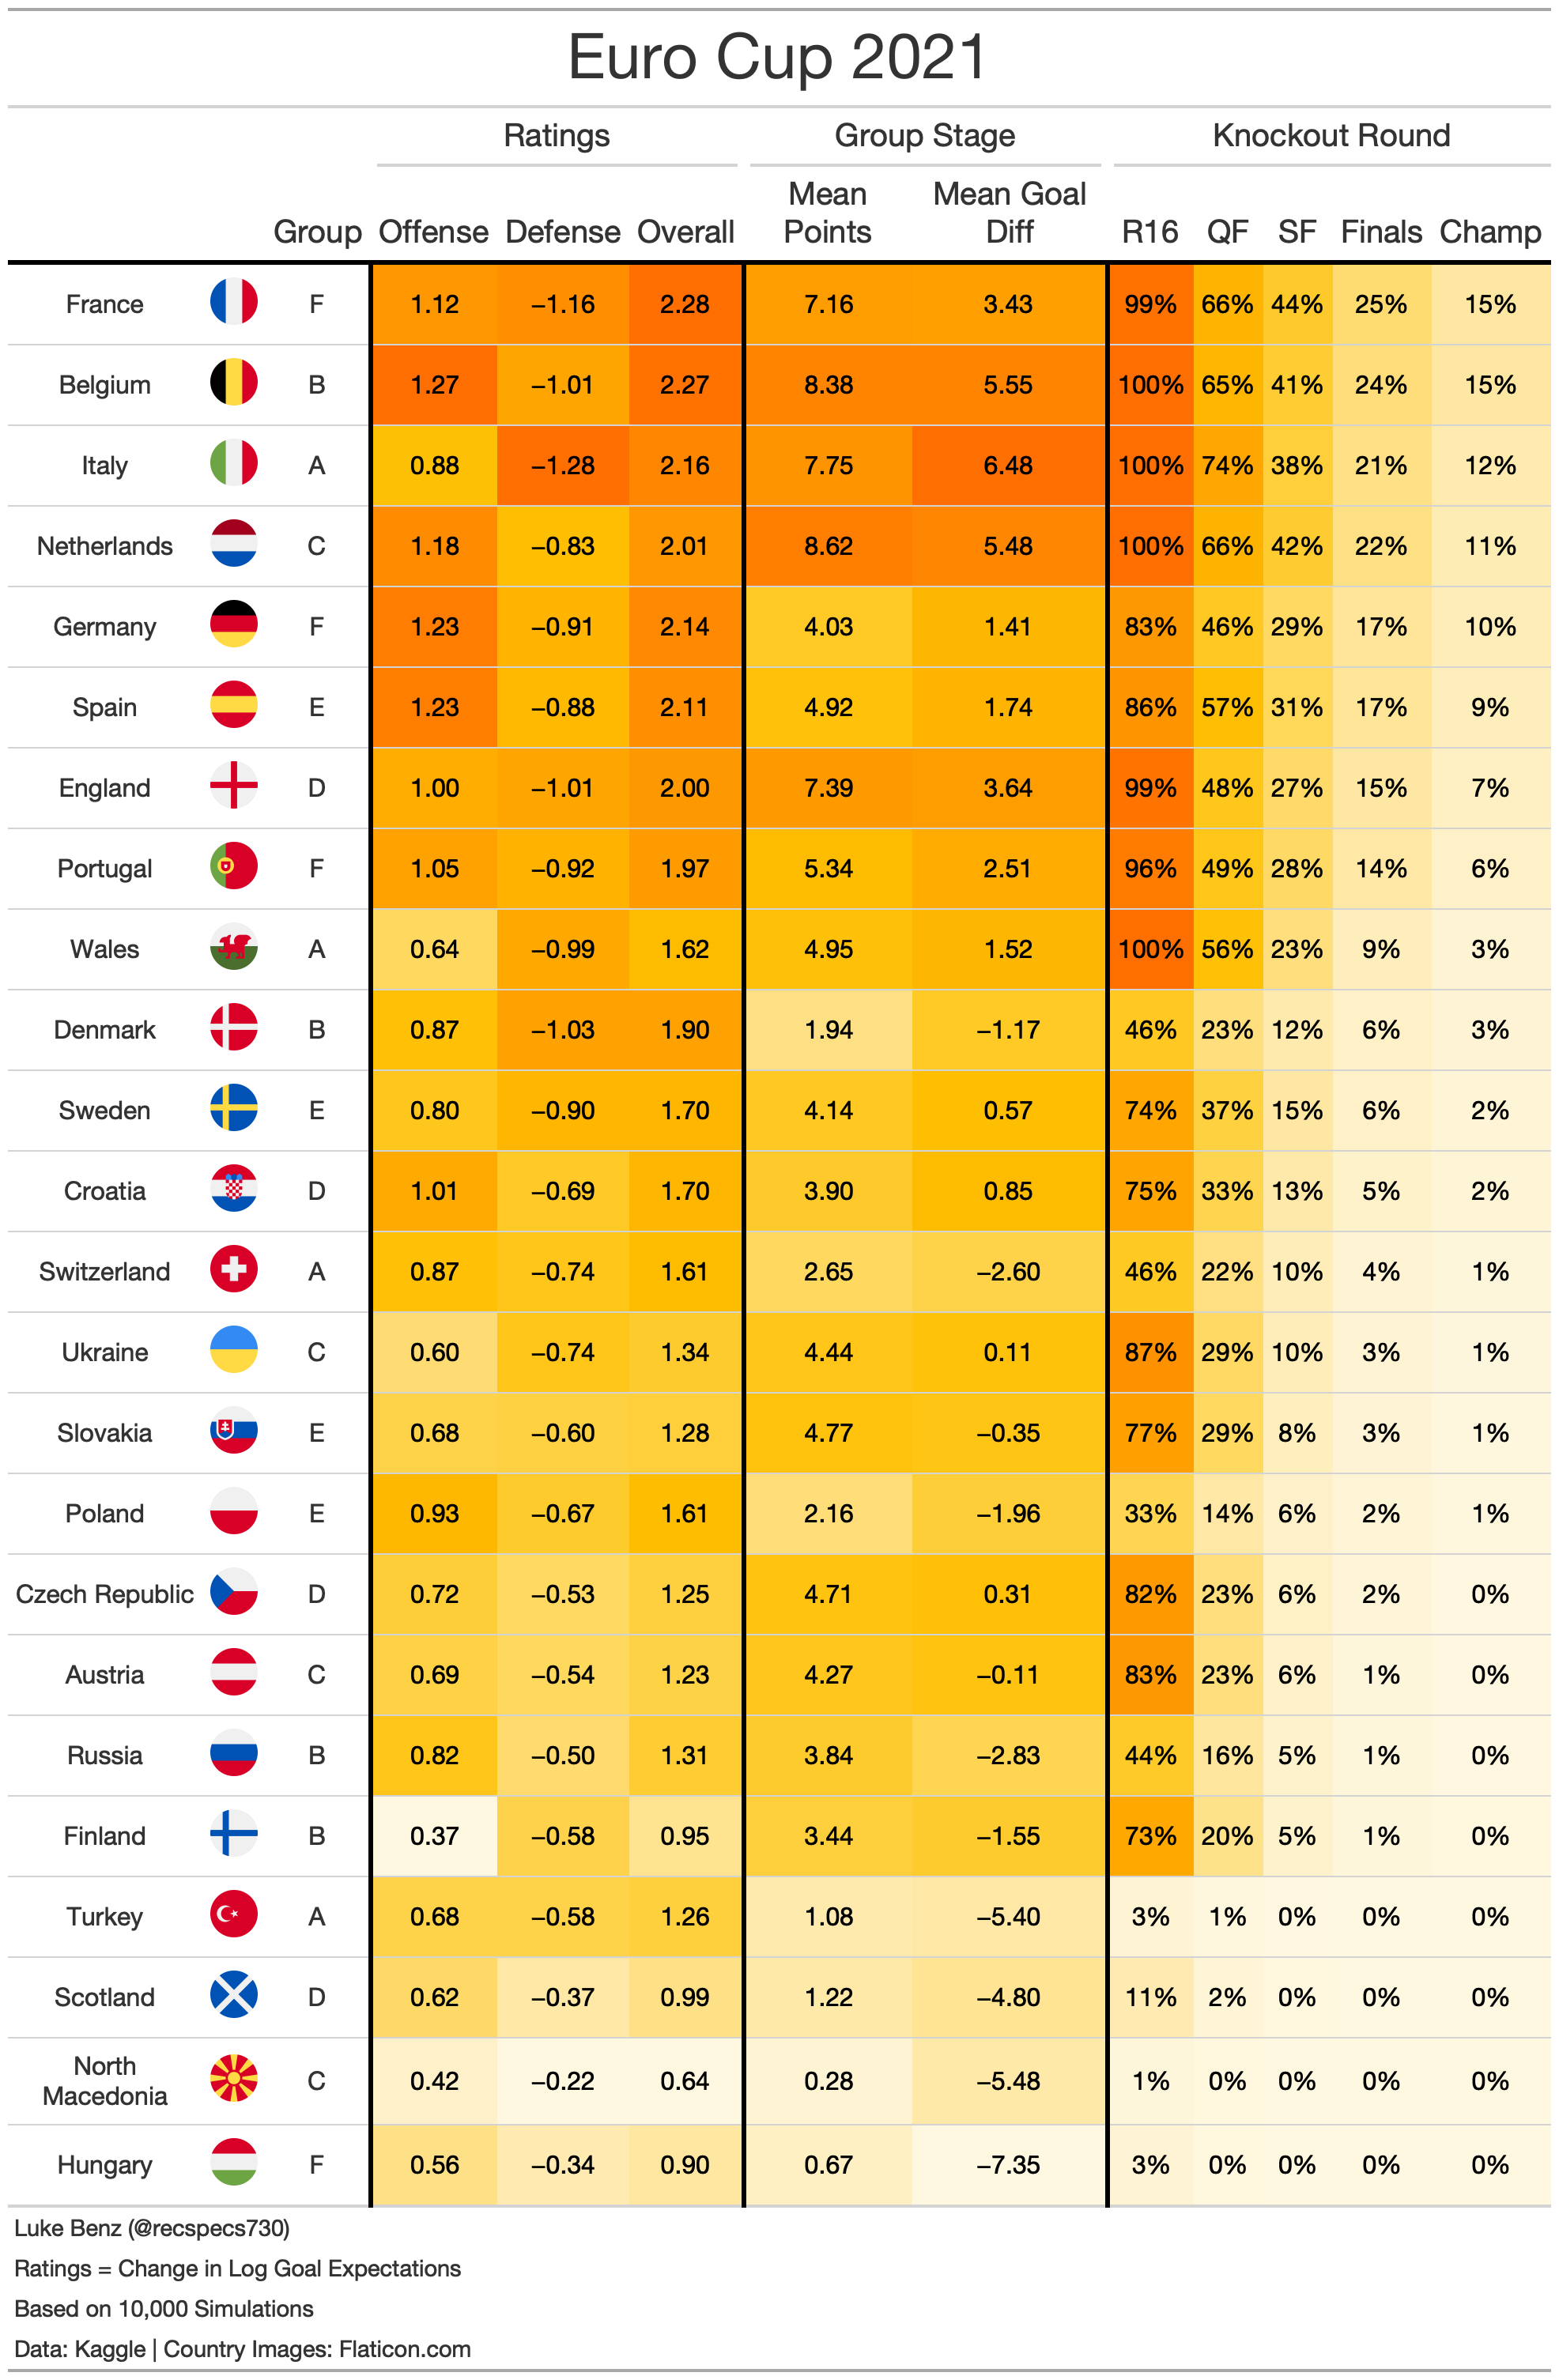 Euro Cup 2021
Ratings Group Stage Knockout Round
Group Offense Defense Overall Mean Points Mean Goal Diff R16 QF SF Finals Champ
France F 1.12 −1.16 2.28 7.16 3.43 99% 66% 44% 25% 15%
Belgium B 1.27 −1.01 2.27 8.38 5.55 100% 65% 41% 24% 15%
Italy A 0.88 −1.28 2.16 7.75 6.48 100% 74% 38% 21% 12%
Netherlands C 1.18 −0.83 2.01 8.62 5.48 100% 66% 42% 22% 11%
Germany F 1.23 −0.91 2.14 4.03 1.41 83% 46% 29% 17% 10%
Spain E 1.23 −0.88 2.11 4.92 1.74 86% 57% 31% 17% 9%
England D 1.00 −1.01 2.00 7.39 3.64 99% 48% 27% 15% 7%
Portugal F 1.05 −0.92 1.97 5.34 2.51 96% 49% 28% 14% 6%
Wales A 0.64 −0.99 1.62 4.95 1.52 100% 56% 23% 9% 3%
Denmark B 0.87 −1.03 1.90 1.94 −1.17 46% 23% 12% 6% 3%
Sweden E 0.80 −0.90 1.70 4.14 0.57 74% 37% 15% 6% 2%
Croatia D 1.01 −0.69 1.70 3.90 0.85 75% 33% 13% 5% 2%
Switzerland A 0.87 −0.74 1.61 2.65 −2.60 46% 22% 10% 4% 1%
Ukraine C 0.60 −0.74 1.34 4.44 0.11 87% 29% 10% 3% 1%
Slovakia E 0.68 −0.60 1.28 4.77 −0.35 77% 29% 8% 3% 1%
Poland E 0.93 −0.67 1.61 2.16 −1.96 33% 14% 6% 2% 1%
Czech Republic D 0.72 −0.53 1.25 4.71 0.31 82% 23% 6% 2% 0%
Austria C 0.69 −0.54 1.23 4.27 −0.11 83% 23% 6% 1% 0%
Russia B 0.82 −0.50 1.31 3.84 −2.83 44% 16% 5% 1% 0%
Finland B 0.37 −0.58 0.95 3.44 −1.55 73% 20% 5% 1% 0%
Turkey A 0.68 −0.58 1.26 1.08 −5.40 3% 1% 0% 0% 0%
Scotland D 0.62 −0.37 0.99 1.22 −4.80 11% 2% 0% 0% 0%
North Macedonia C 0.42 −0.22 0.64 0.28 −5.48 1% 0% 0% 0% 0%
Hungary F 0.56 −0.34 0.90 0.67 −7.35 3% 0% 0% 0% 0%
Luke Benz (@recspecs730)
Ratings = Change in Log Goal Expectations
Based on 10,000 Simulations
Data: Kaggle | Country Images: Flaticon.com